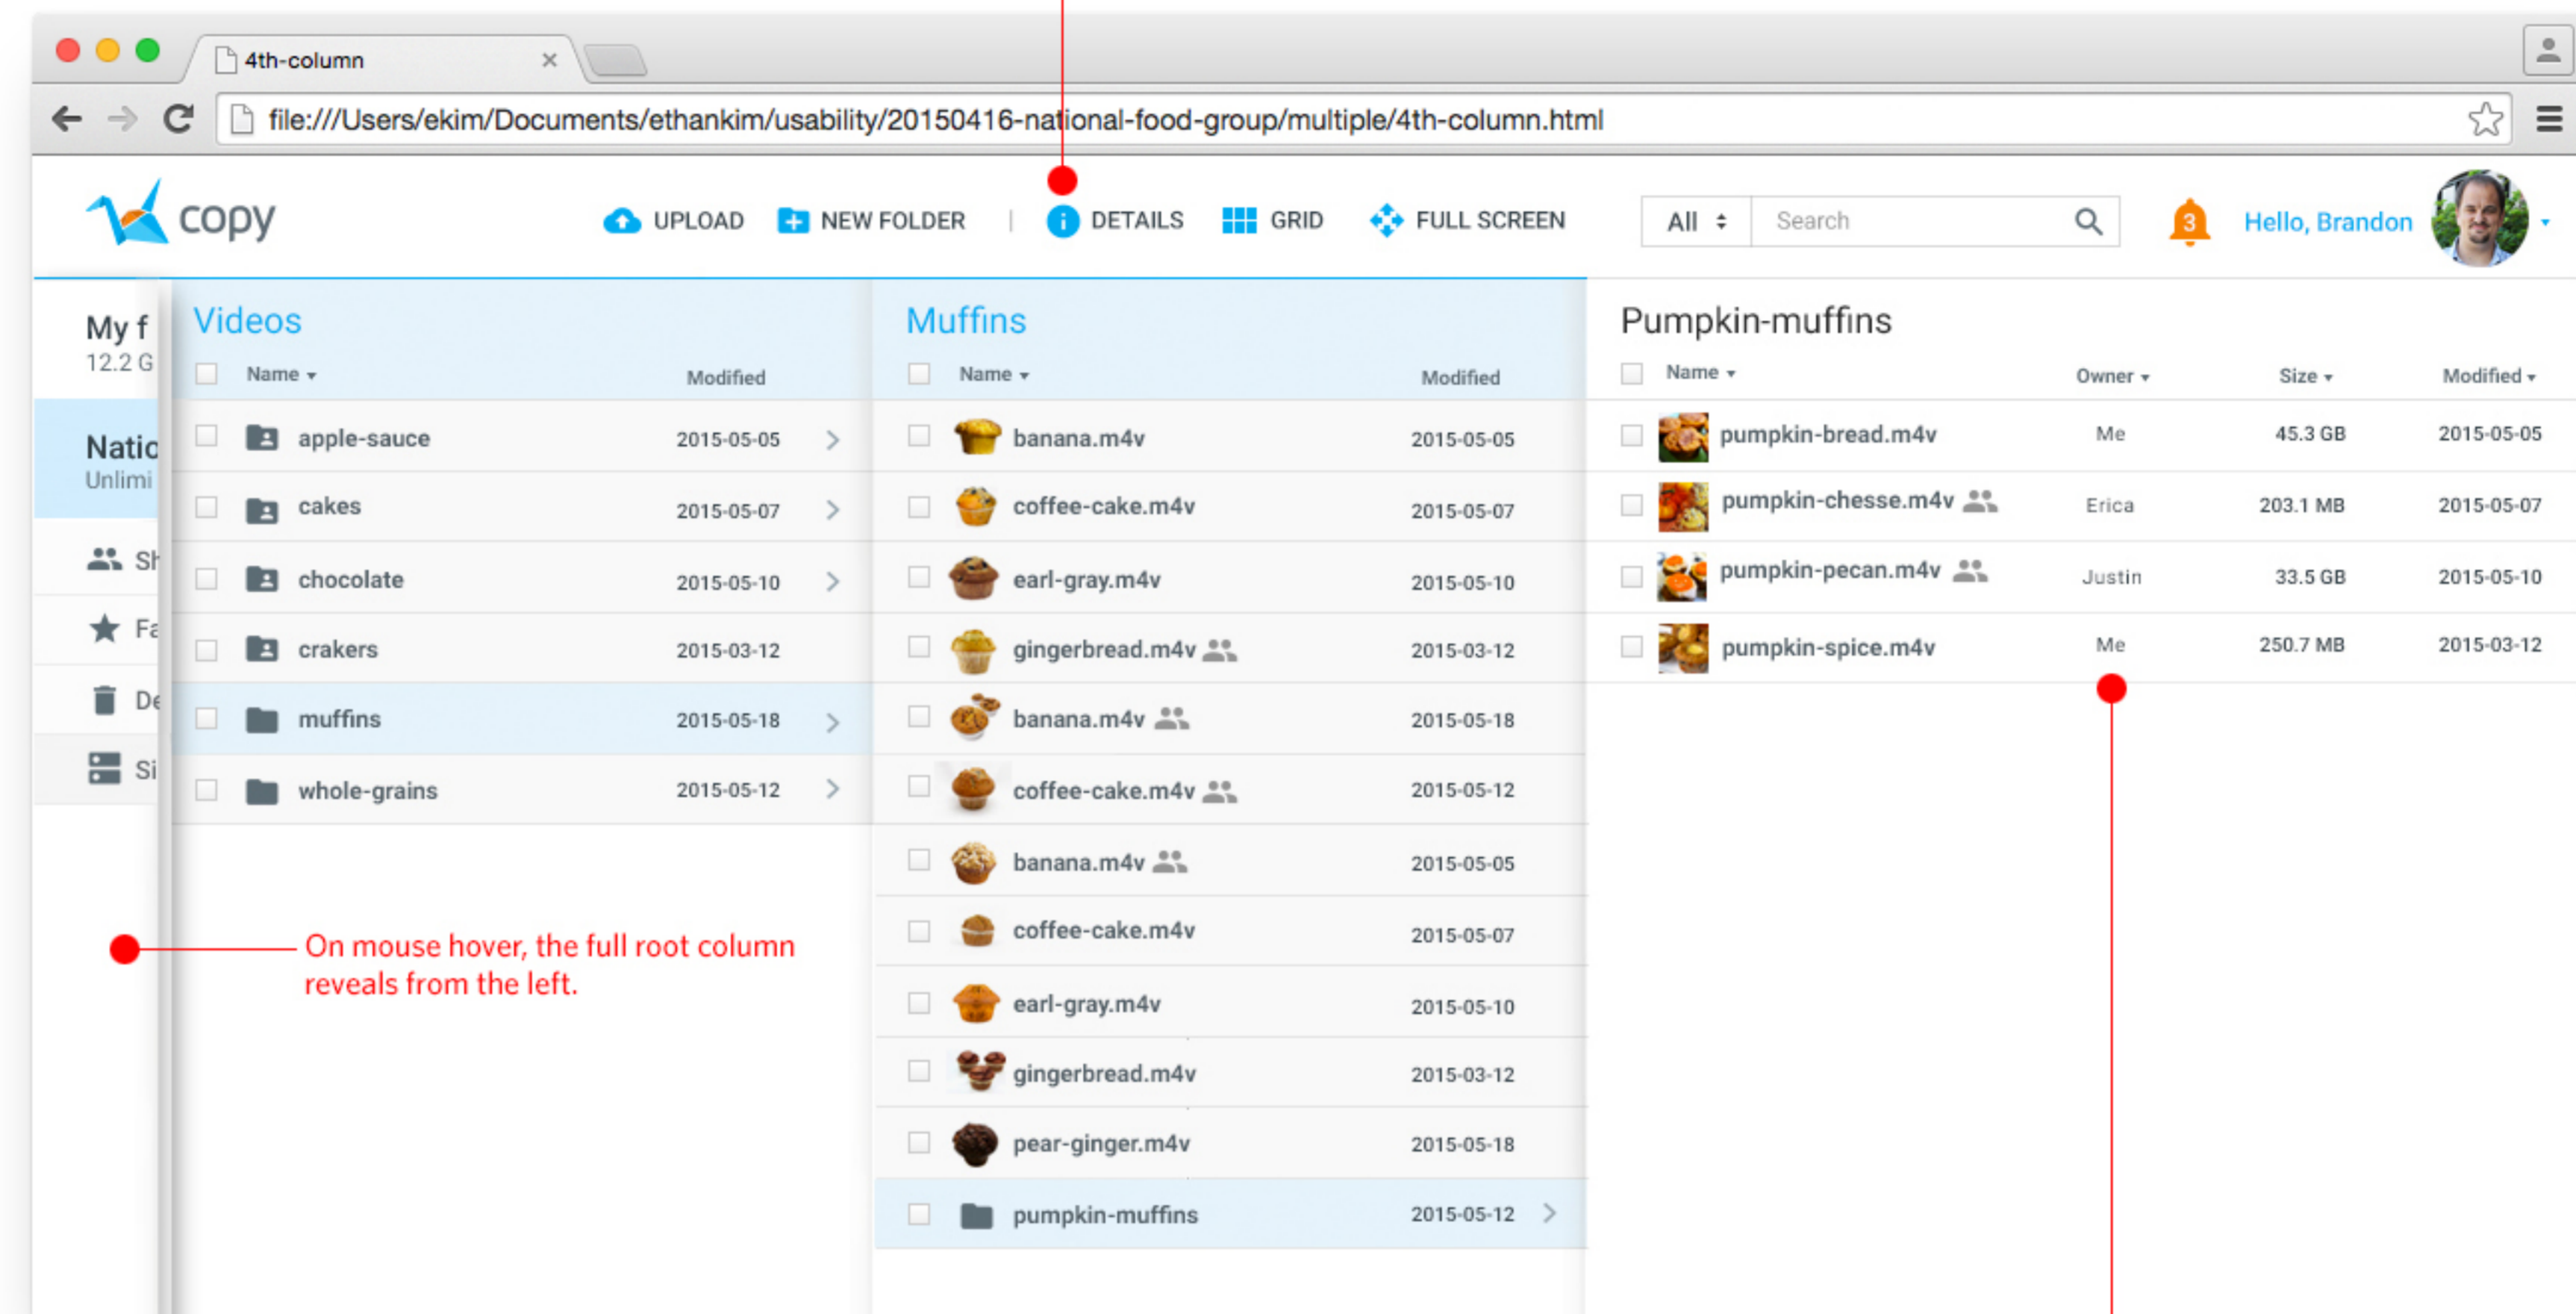 4th-column
file:///Users/ekim/Documents/ethankim/usability/20150416-national-food-group/multiple/4th-column.html
copy
UPLOAD NEW FOLDER | DETAILS GRID FULL SCREEN All Search 3 Hello, Brandon
My f
12.2 G
Natio
Unlimi
Sh
Fa
De
Si
Videos
Name Modified
apple-sauce 2015-05-05
cakes 2015-05-07
chocolate 2015-05-10
crakers 2015-03-12
muffins 2015-05-18
whole-grains 2015-05-12
On mouse hover, the full root column
reveals from the left.
Muffins
Name Modified
banana.m4v 2015-05-05
coffee-cake.m4v 2015-05-07
earl-gray.m4v 2015-05-10
gingerbread.m4v 2015-03-12
banana.m4v 2015-05-18
coffee-cake.m4v 2015-05-12
banana.m4v 2015-05-05
coffee-cake.m4v 2015-05-07
earl-gray.m4v 2015-05-10
gingerbread.m4v 2015-03-12
pear-ginger.m4v 2015-05-18
pumpkin-muffins 2015-05-12
Pumpkin-muffins
Name Owner Size Modified
pumpkin-bread.m4v Me 45.3 GB 2015-05-05
pumpkin-chesse.m4v Erica 203.1 MB 2015-05-07
pumpkin-pecan.m4v Justin 33.5 GB 2015-05-10
pumpkin-spice.m4v Me 250.7 MB 2015-03-12